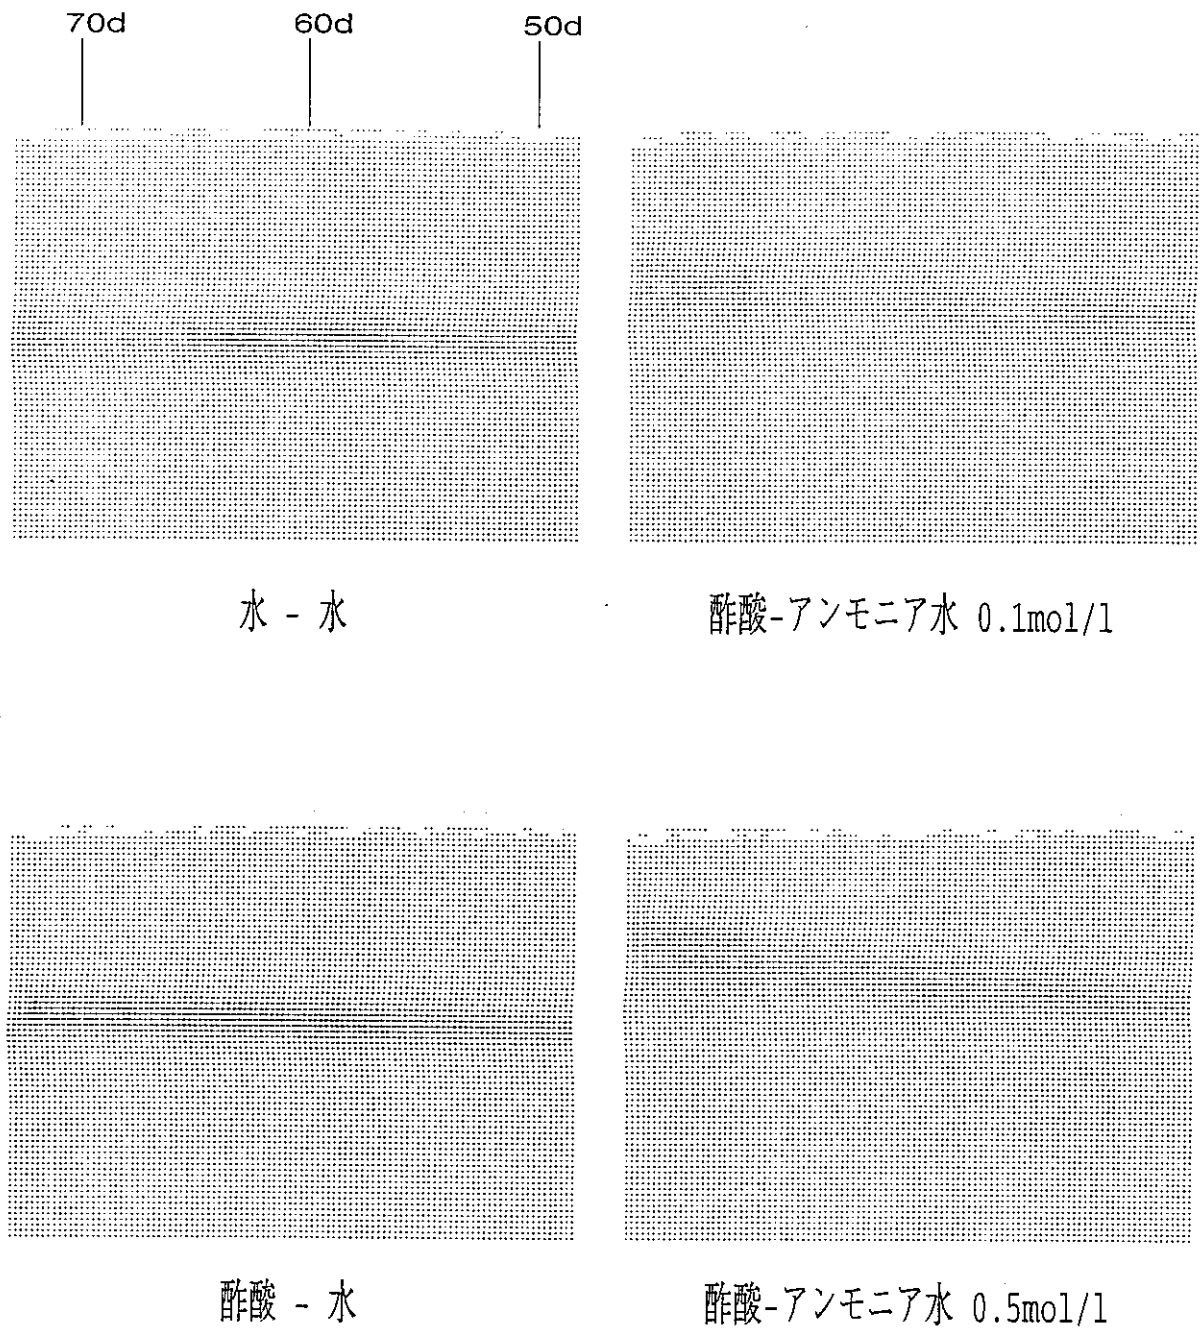 70d 60d 50d
水 - 水
酢酸-アンモニア水 0.1mol/l
酢酸 - 水
酢酸-アンモニア水 0.5mol/l